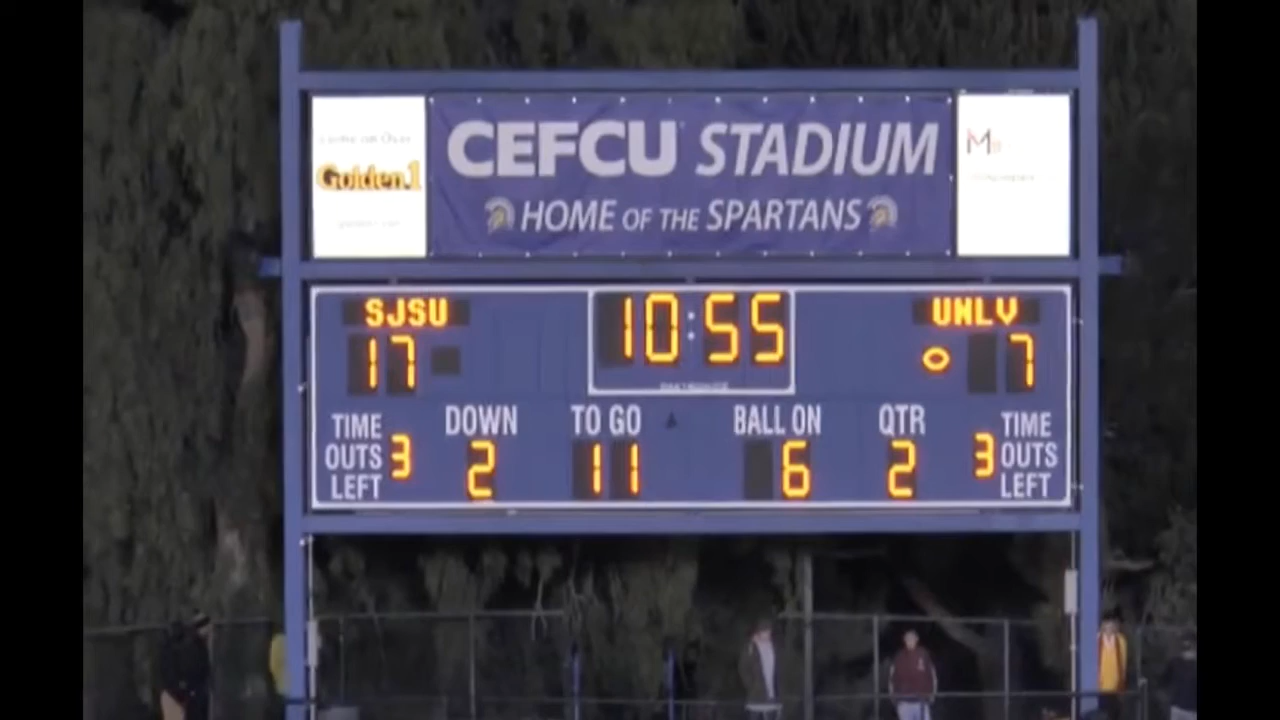 CEFCU STADIUM
HOME OF THE SPARTANS
Golden 1
SJSU
10:55
UNLV
17
7
DOWN
TO GO
BALL ON
QTR
TIME
OUTS
LEFT
3
2
11
6
2
3
TIME
OUTS
LEFT